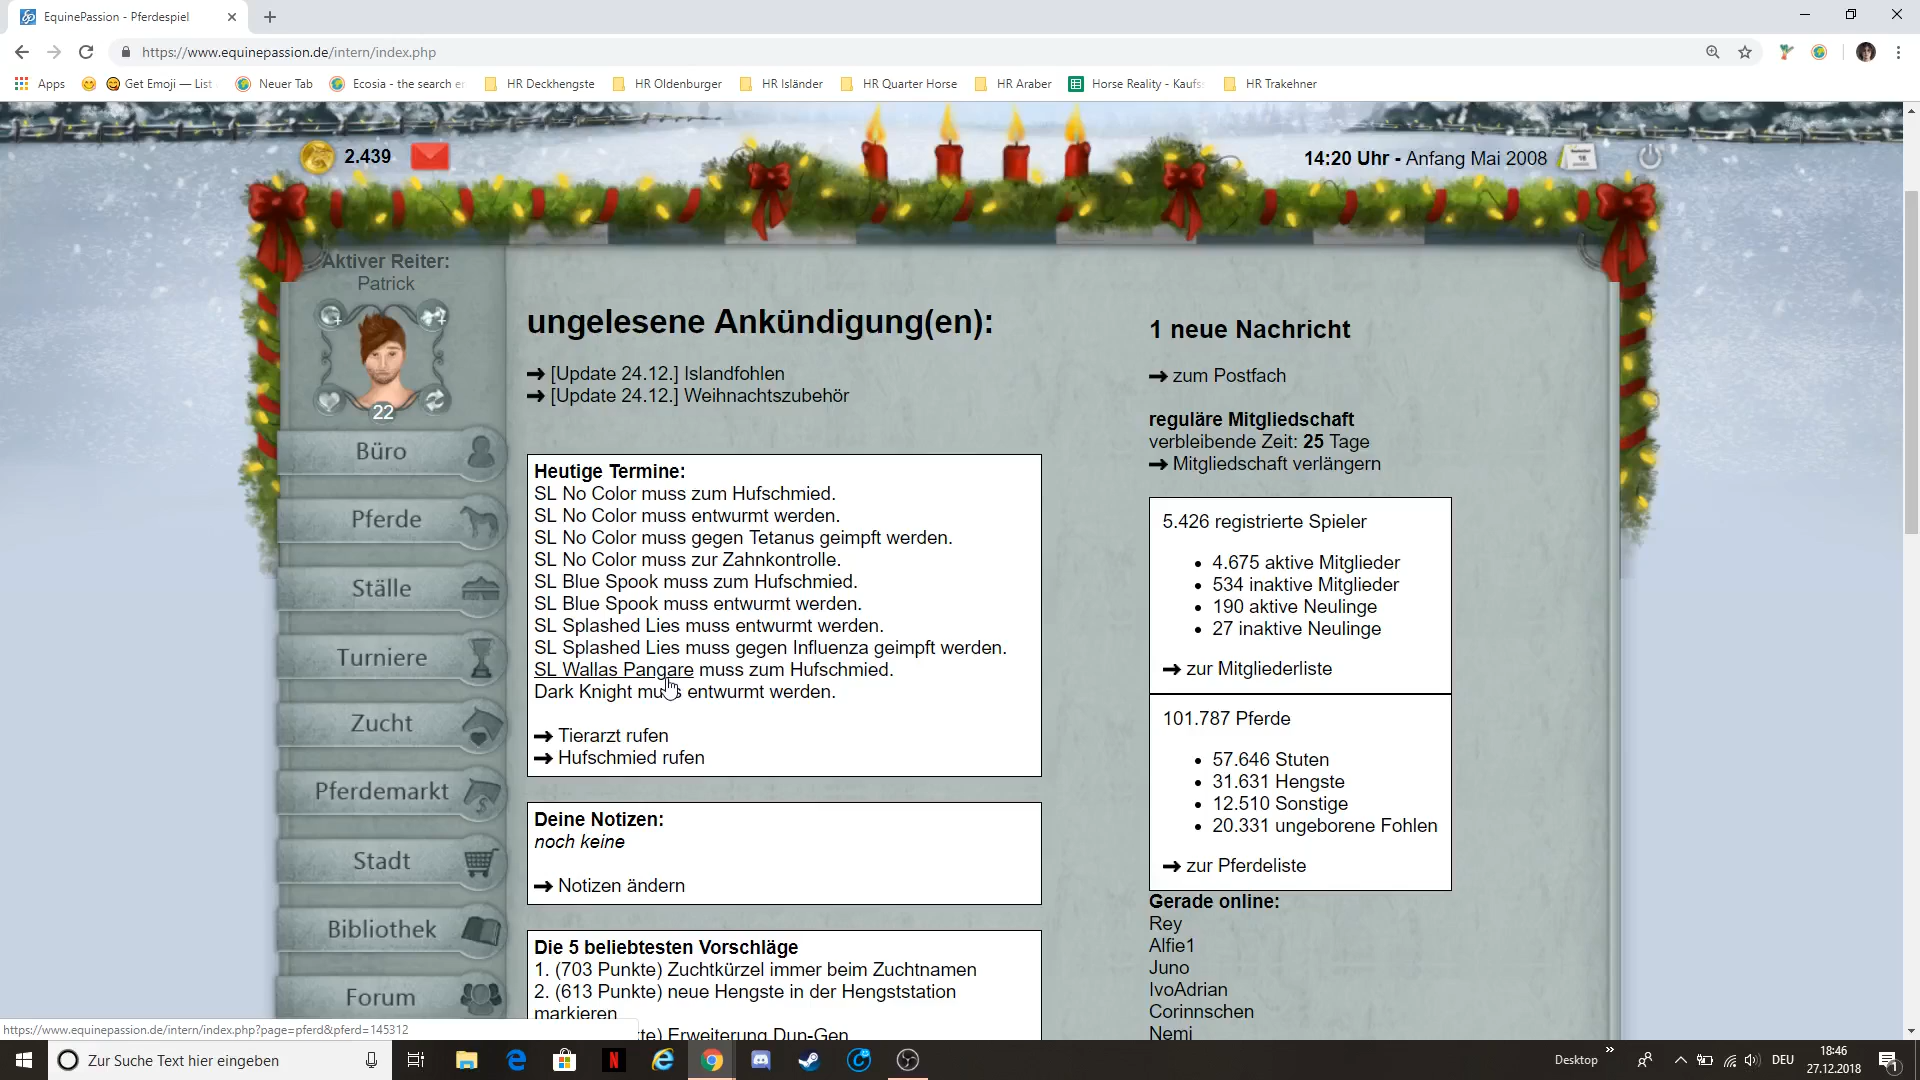 EquinePassion - Pferdespiel
https://www.equinepassion.de/intern/index.php
Apps
Get Emoji — List
Neuer Tab
Ecosia - the search e
HR Deckhengste
HR Oldenburger
HR Isländer
HR Quarter Horse
HR Araber
Horse Reality - Kaufs
HR Trakehner
2.439
14:20 Uhr - Anfang Mai 2008
Aktiver Reiter:
Patrick
22
Büro
Pferde
Ställe
Turniere
Zucht
Pferdemarkt
Stadt
Bibliothek
Forum
ungelesene Ankündigung(en):
➞ [Update 24.12.] Islandfohlen
➞ [Update 24.12.] Weihnachtszubehör
Heutige Termine:
SL No Color muss zum Hufschmied.
SL No Color muss entwurmt werden.
SL No Color muss gegen Tetanus geimpft werden.
SL No Color muss zur Zahnkontrolle.
SL Blue Spook muss zum Hufschmied.
SL Blue Spook muss entwurmt werden.
SL Splashed Lies muss entwurmt werden.
SL Splashed Lies muss gegen Influenza geimpft werden.
SL Wallas Pangare muss zum Hufschmied.
Dark Knight muss entwurmt werden.
➞ Tierarzt rufen
➞ Hufschmied rufen
Deine Notizen:
noch keine
➞ Notizen ändern
Die 5 beliebtesten Vorschläge
1. (703 Punkte) Zuchtkürzel immer beim Zuchtnamen
2. (613 Punkte) neue Hengste in der Hengststation
markieren
kte) Erweiterung Dun-Gen
1 neue Nachricht
➞ zum Postfach
reguläre Mitgliedschaft
verbleibende Zeit: 25 Tage
➞ Mitgliedschaft verlängern
5.426 registrierte Spieler
• 4.675 aktive Mitglieder
• 534 inaktive Mitglieder
• 190 aktive Neulinge
• 27 inaktive Neulinge
➞ zur Mitgliederliste
101.787 Pferde
• 57.646 Stuten
• 31.631 Hengste
• 12.510 Sonstige
• 20.331 ungeborene Fohlen
➞ zur Pferdeliste
Gerade online:
Rey
Alfie1
Juno
IvoAdrian
Corinnschen
Nemi
https://www.equinepassion.de/intern/index.php?page=pferd&pferd=145312
Zur Suche Text hier eingeben
Desktop
DEU
18:46
27.12.2018
1